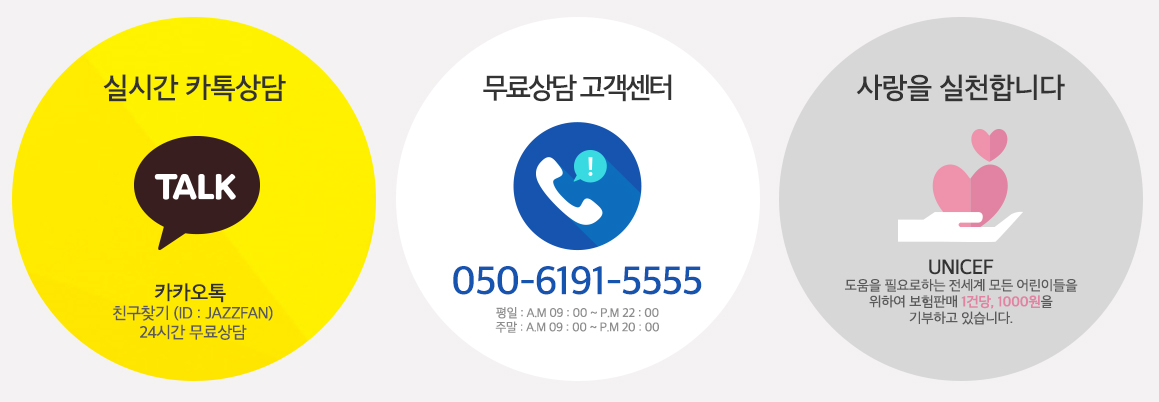 실시간 카톡상담
TALK
카카오톡
친구찾기 (ID : JAZZFAN)
24시간 무료상담
무료상담 고객센터
!
050-6191-5555
평일 : A.M 09 : 00 ~ P.M 22 : 00
주말 : A.M 09 : 00 ~ P.M 20 : 00
사랑을 실천합니다
UNICEF
도움을 필요로하는 전세계 모든 어린이들을
위하여 보험판매 1건당, 1000원을
기부하고 있습니다.